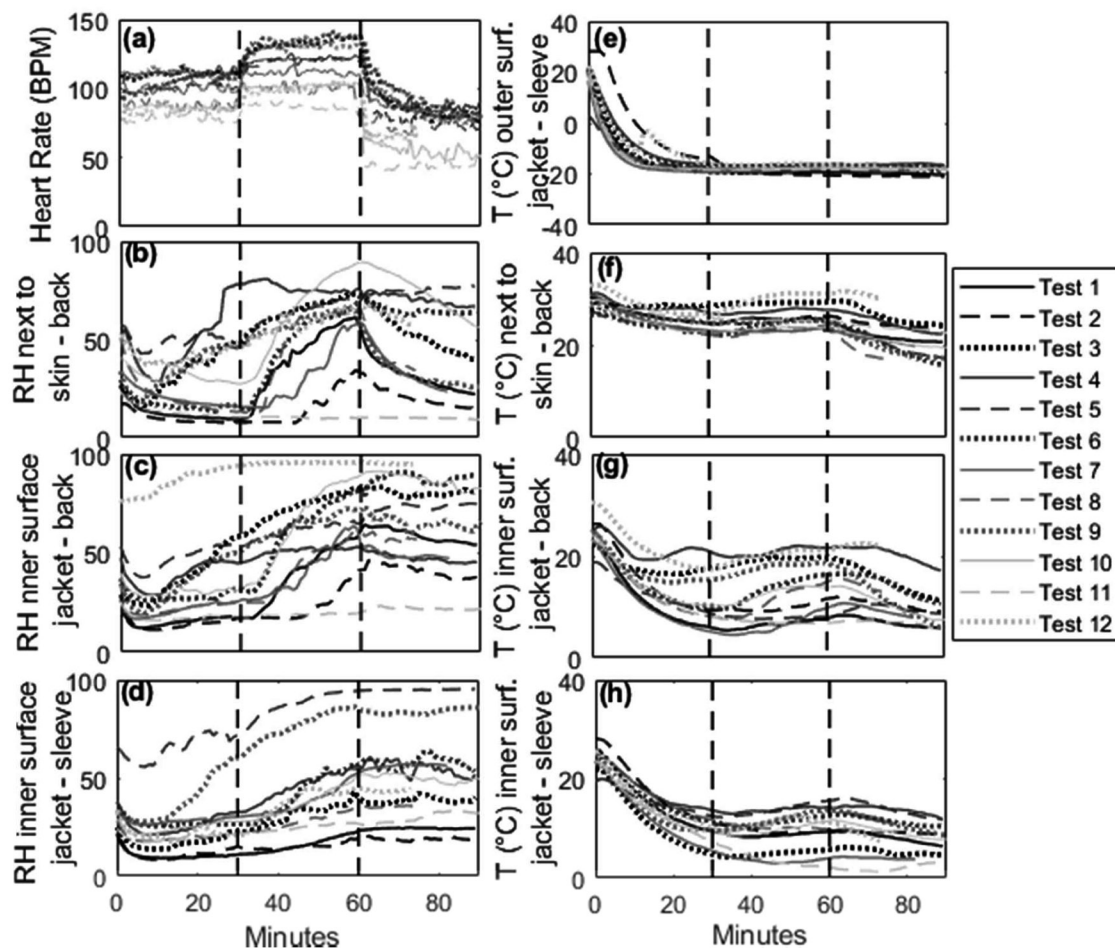 (a)
Heart Rate (BPM)
150
100
50
0
(b)
RH next to
skin - back
100
50
0
(c)
RH nner surface
jacket - back
100
50
0
(d)
RH inner surface
jacket - sleeve
100
50
0
0 20 40 60 80
Minutes
(e)
T (°C) outer surf.
jacket - sleeve
40
20
0
-20
-40
(f)
T (°C) next to
skin - back
40
20
0
(g)
T (°C) inner surf.
jacket - back
40
20
0
(h)
T (°C) inner surf.
jacket - sleeve
40
20
0
0 20 40 60 80
Minutes
Test 1
Test 2
Test 3
Test 4
Test 5
Test 6
Test 7
Test 8
Test 9
Test 10
Test 11
Test 12